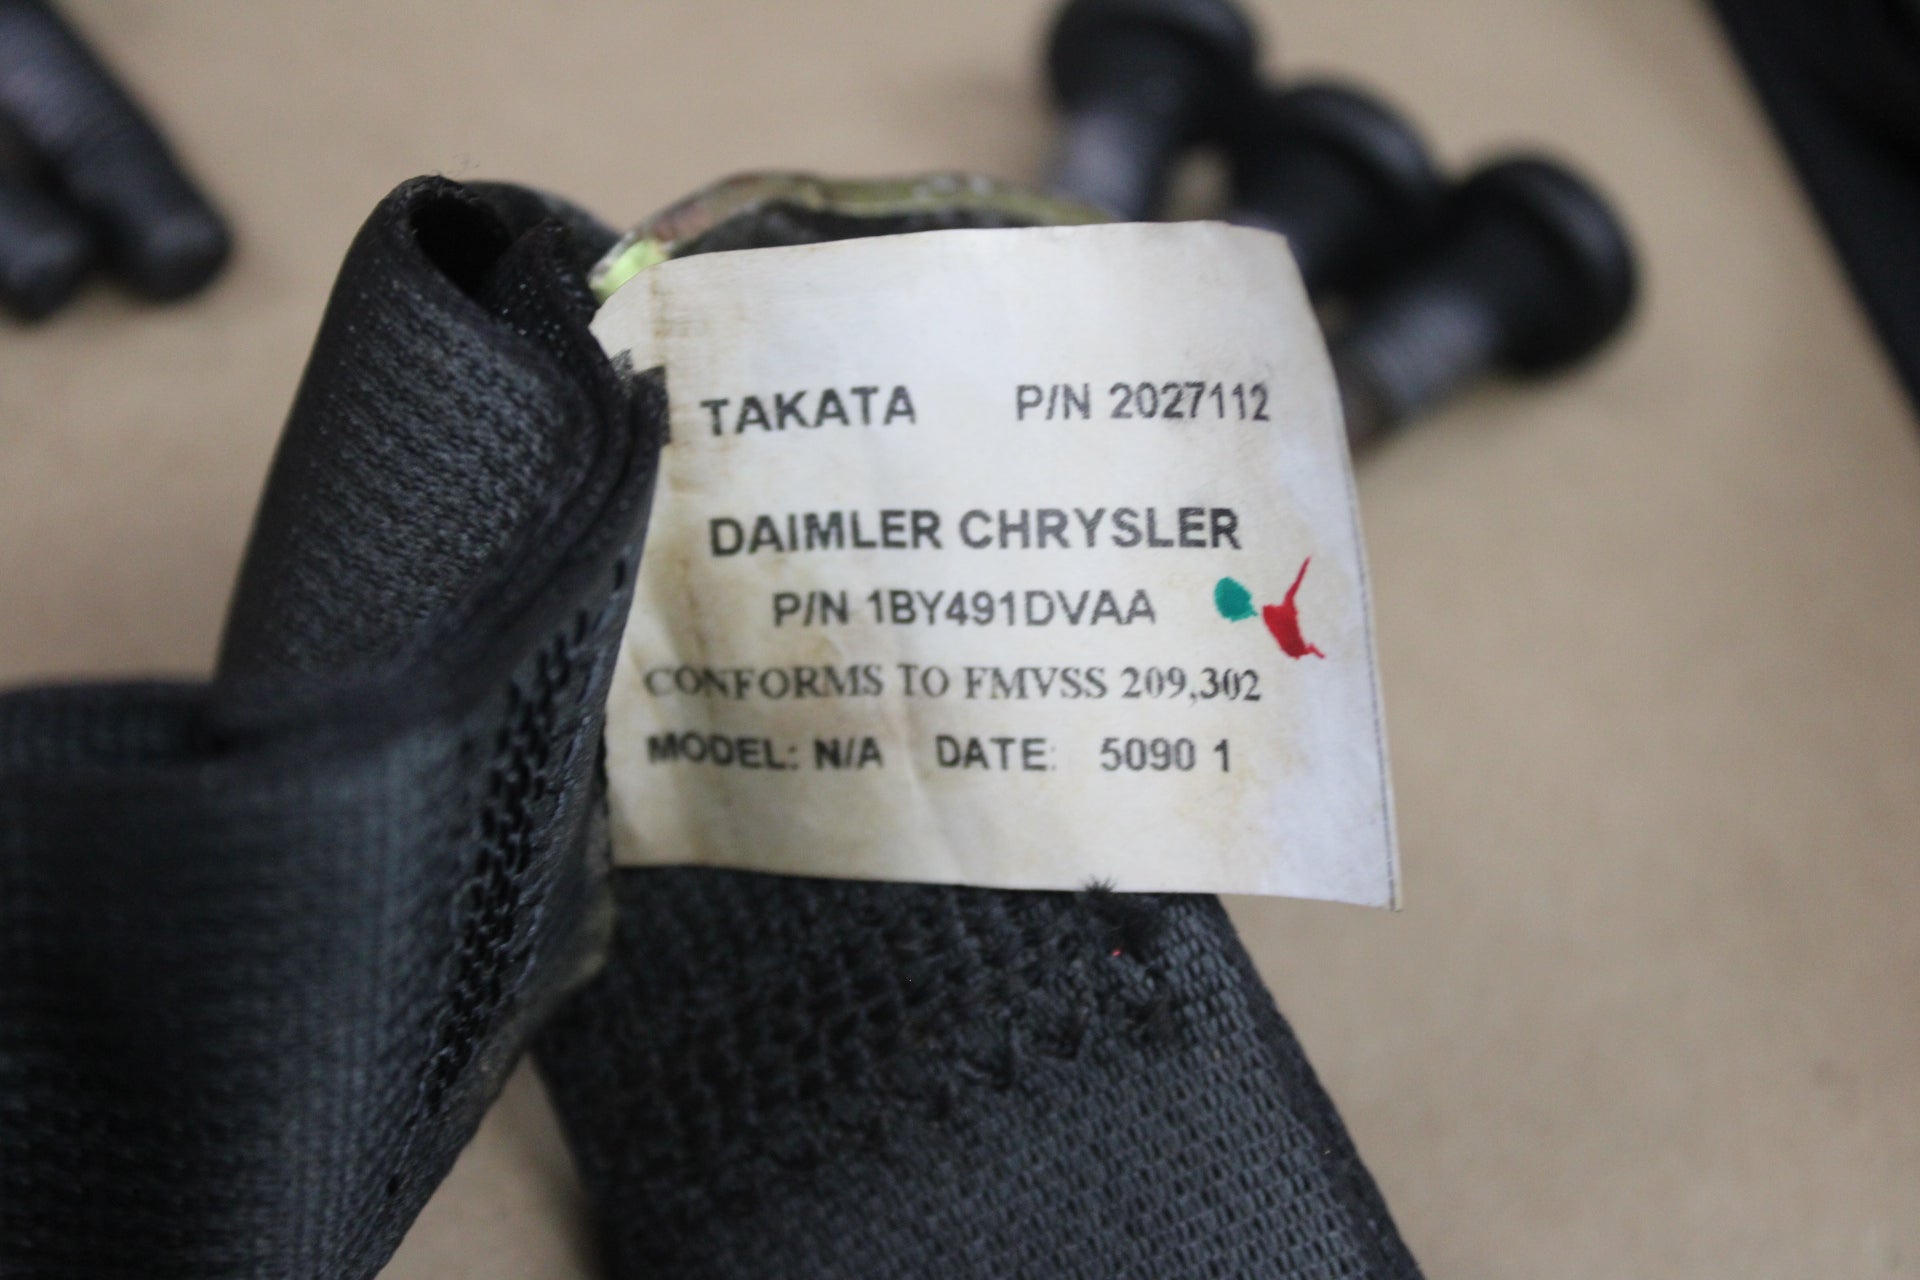 TAKATA P/N 2027112
DAIMLER CHRYSLER
P/N 1BY491DVAA
CONFORMS TO FMVSS 209,302
MODEL: N/A DATE: 5090 1